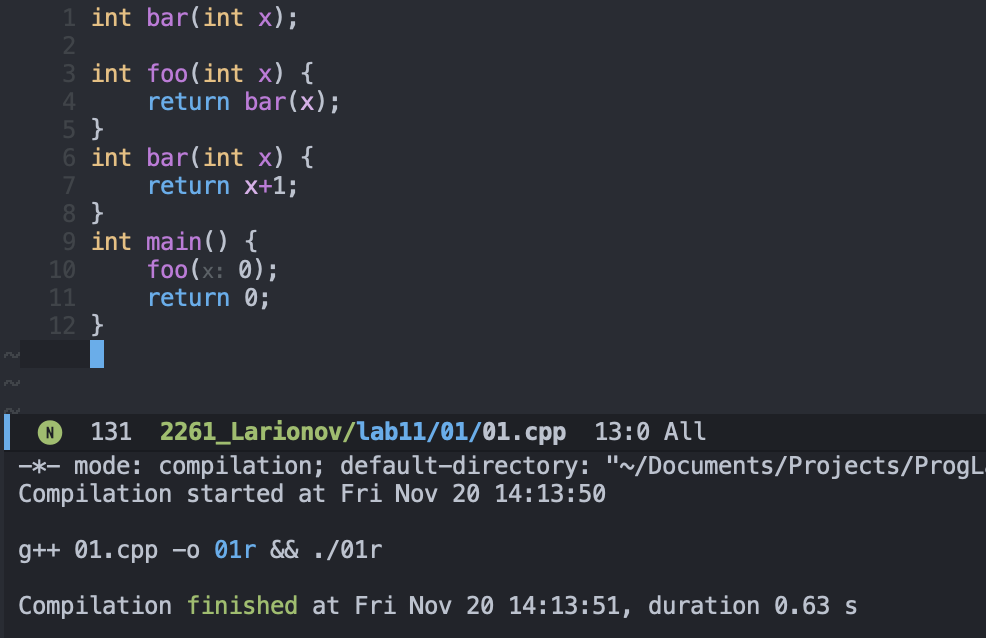 1 int bar(int x);
2
3 int foo(int x) {
4     return bar(x);
5 }
6 int bar(int x) {
7     return x+1;
8 }
9 int main() {
10     foo(x: 0);
11     return 0;
12 }
~
~
~
N 131 2261_Larionov/lab11/01/01.cpp 13:0 All
-*- mode: compilation; default-directory: "~/Documents/Projects/ProgLa
Compilation started at Fri Nov 20 14:13:50

g++ 01.cpp -o 01r && ./01r

Compilation finished at Fri Nov 20 14:13:51, duration 0.63 s